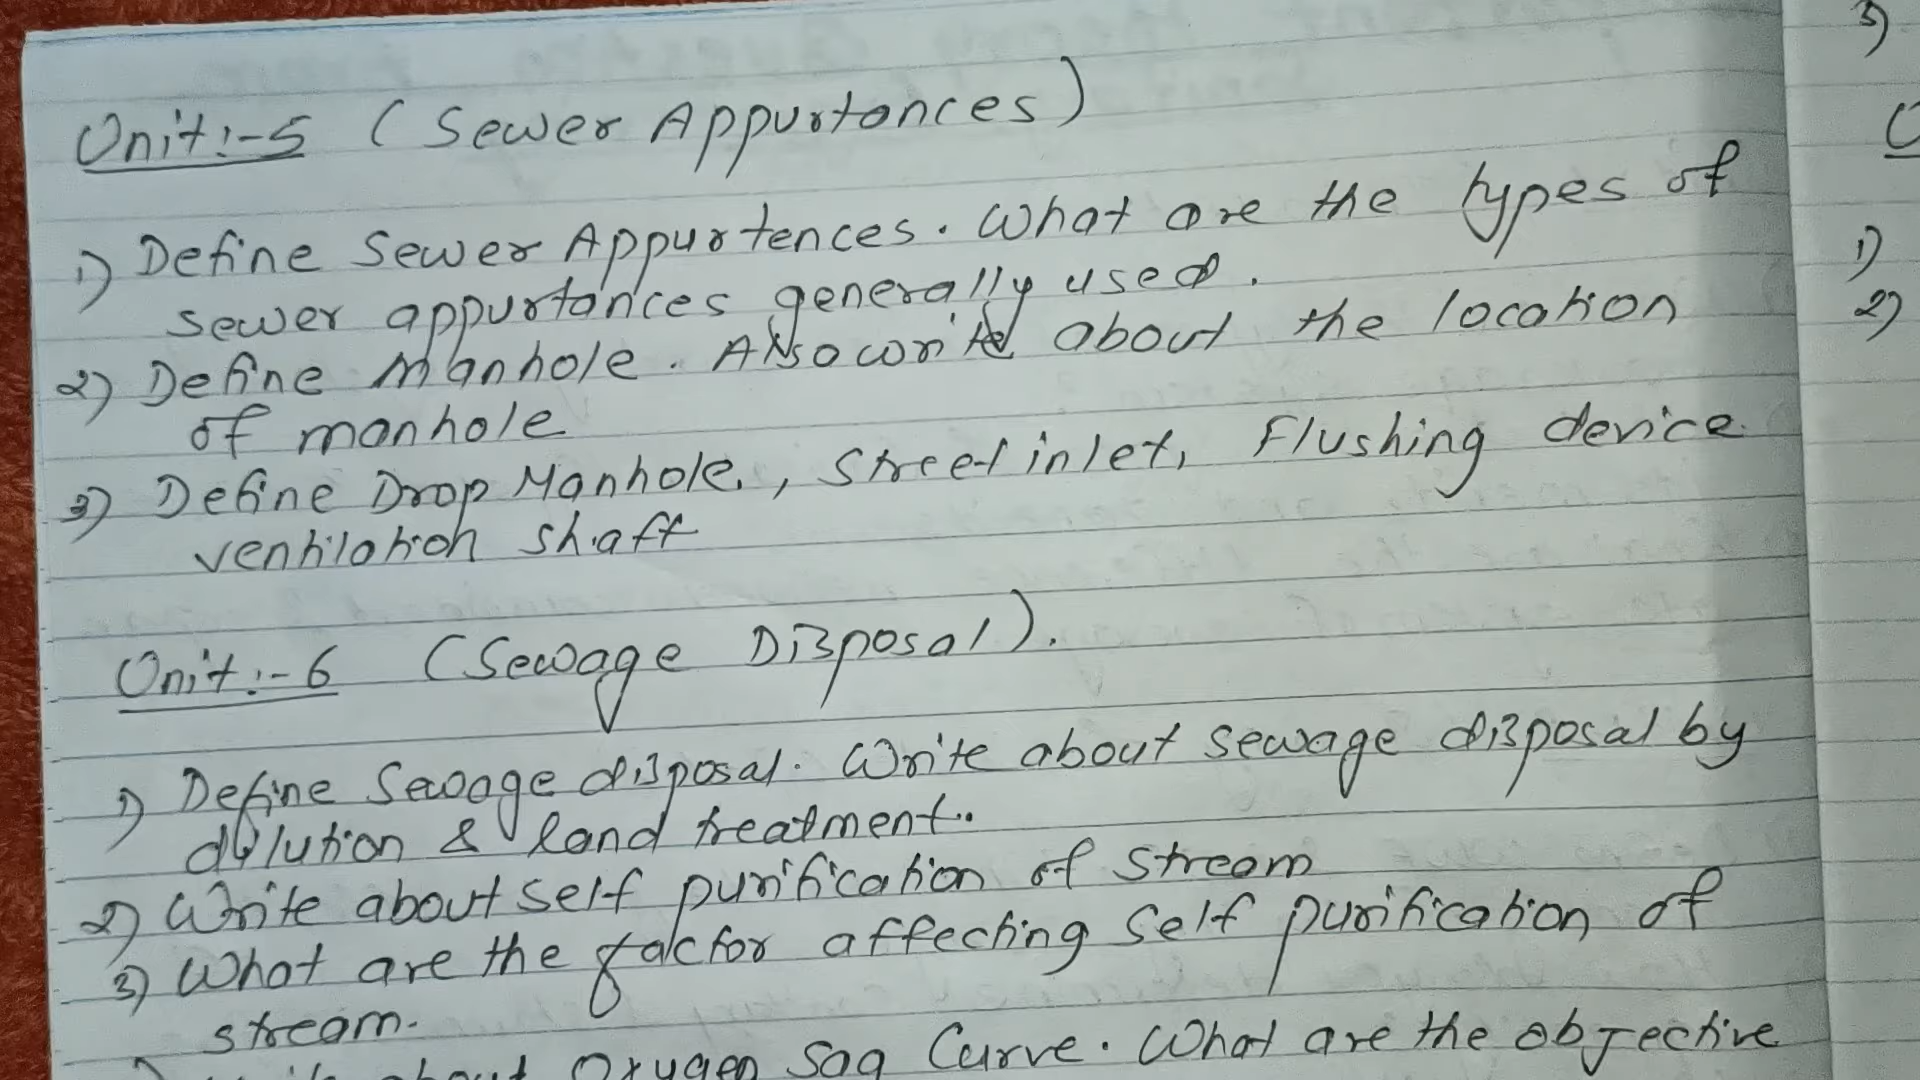 Unit:-5 (Sewer Appurtances)
1) Define Sewer Appurtences. What are the types of
sewer appurtances generally used.
2) Define Manhole. Also write about the location
of manhole
3) Define Drop Manhole, Street inlet, Flushing device
ventilation shaft
Unit:-6 (Sewage Disposal).
1) Define Sewage disposal. Write about sewage disposal by
dilution & land treatment.
2) Write about self purification of stream
3) What are the factor affecting self purification of
stream.
about Oxygen Sag Curve. What are the objective
3)
1)
2)